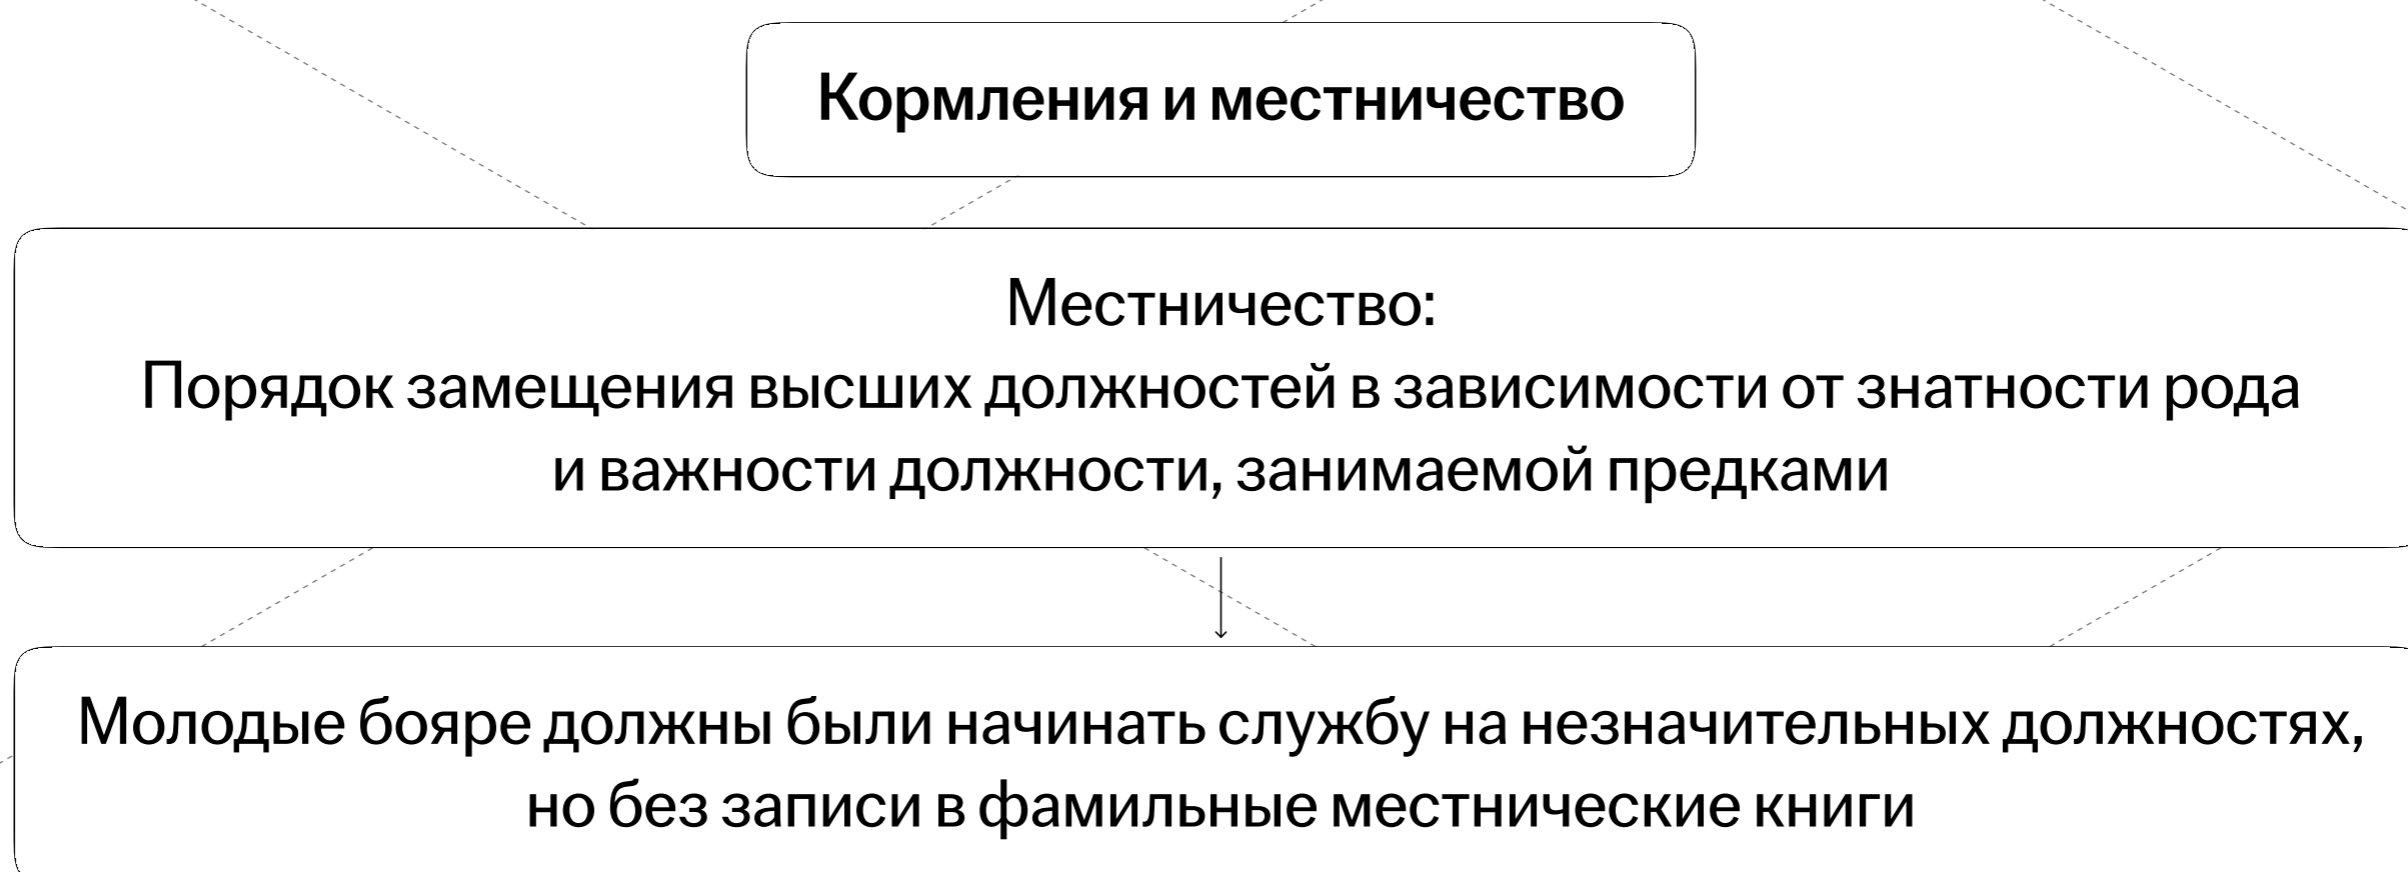 Кормления и местничество
Местничество:
Порядок замещения высших должностей в зависимости от знатности рода
и важности должности, занимаемой предками
Молодые бояре должны были начинать службу на незначительных должностях,
но без записи в фамильные местнические книги